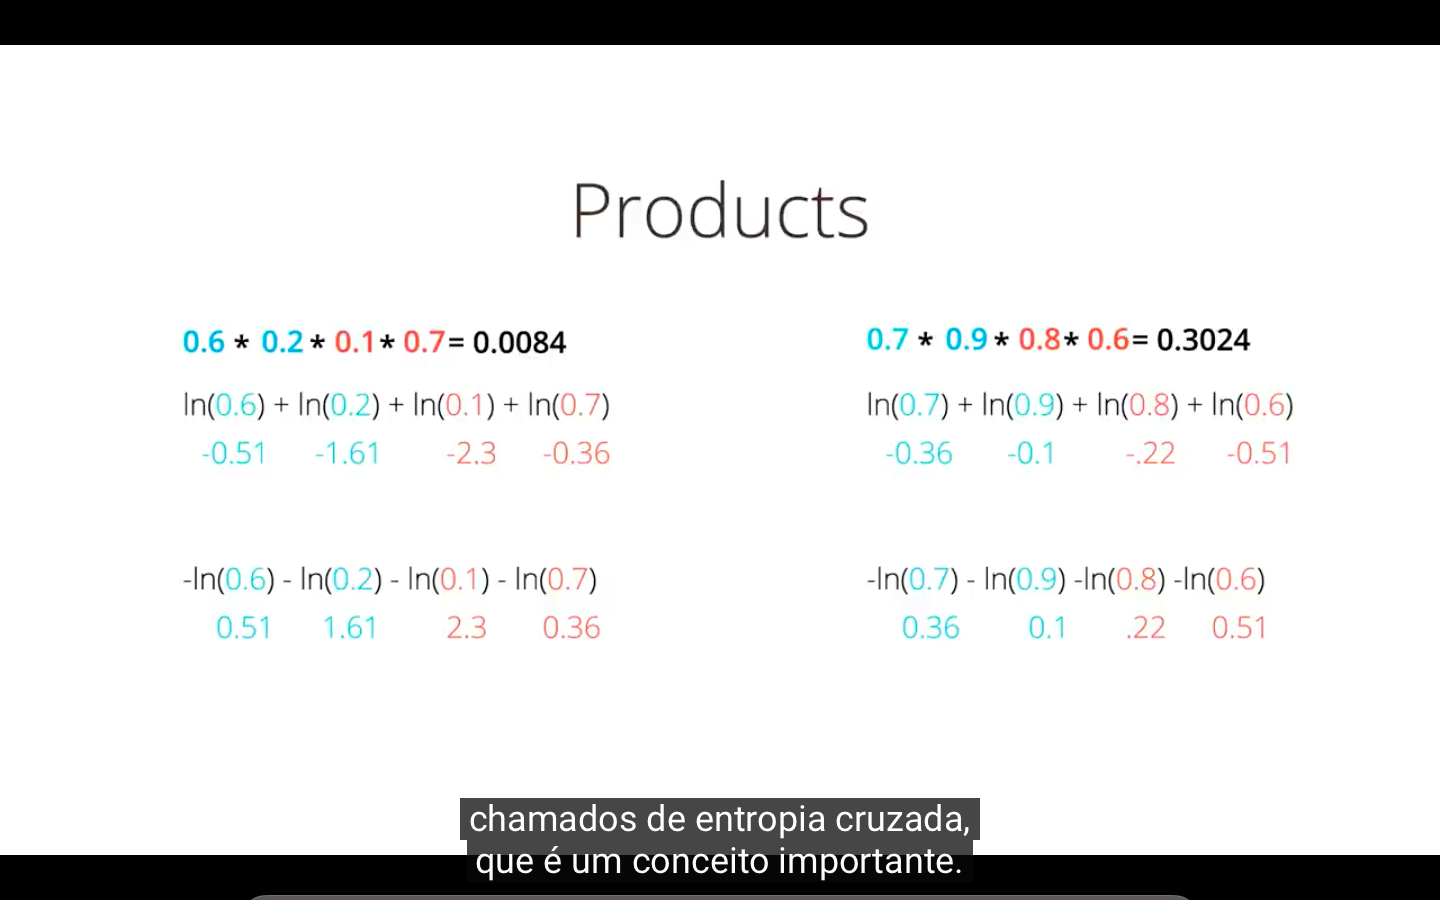 Products
0.6 * 0.2 * 0.1 * 0.7 = 0.0084
ln(0.6) + ln(0.2) + ln(0.1) + ln(0.7)
-0.51 -1.61 -2.3 -0.36
-ln(0.6) - ln(0.2) - ln(0.1) - ln(0.7)
0.51 1.61 2.3 0.36
0.7 * 0.9 * 0.8 * 0.6 = 0.3024
ln(0.7) + ln(0.9) + ln(0.8) + ln(0.6)
-0.36 -0.1 -.22 -0.51
-ln(0.7) - ln(0.9) -ln(0.8) -ln(0.6)
0.36 0.1 .22 0.51
chamados de entropia cruzada,
que é um conceito importante.